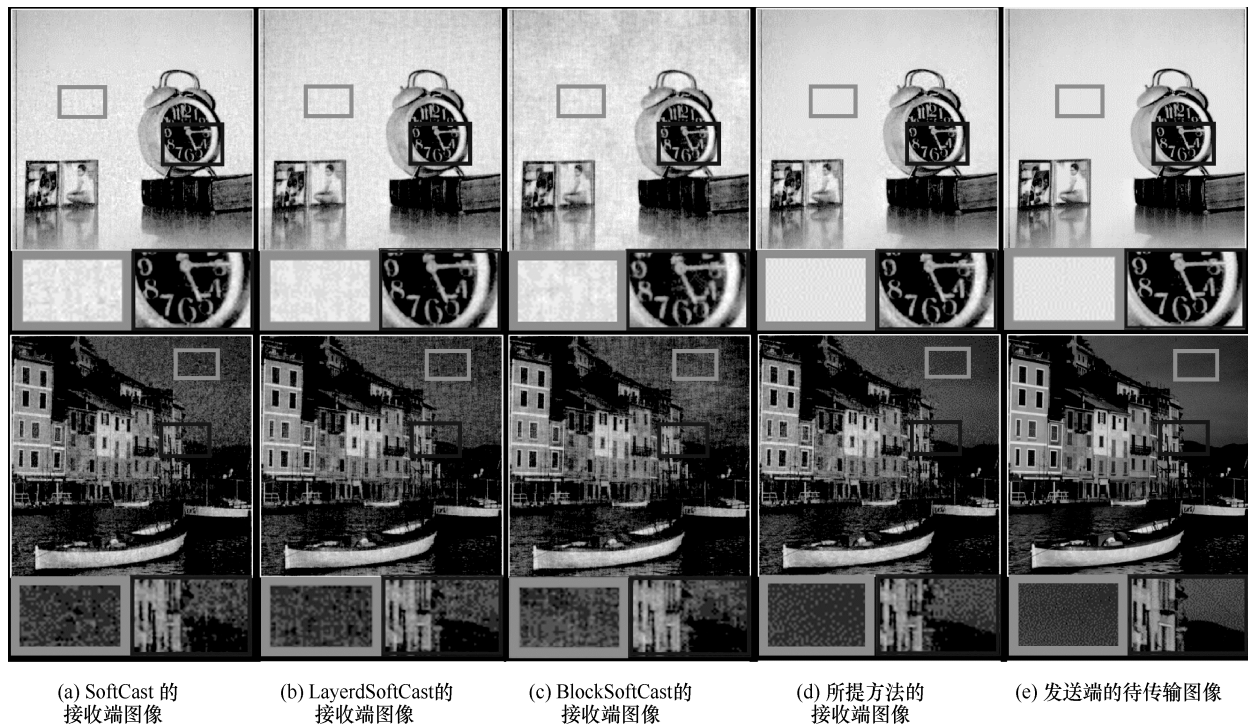 (a) SoftCast 的
接收端图像
(b) LayerdSoftCast的
接收端图像
(c) BlockSoftCast的
接收端图像
(d) 所提方法的
接收端图像
(e) 发送端的待传输图像